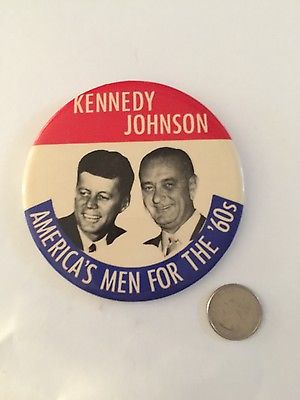 KENNEDY
JOHNSON
AMERICA'S MEN FOR THE '60s